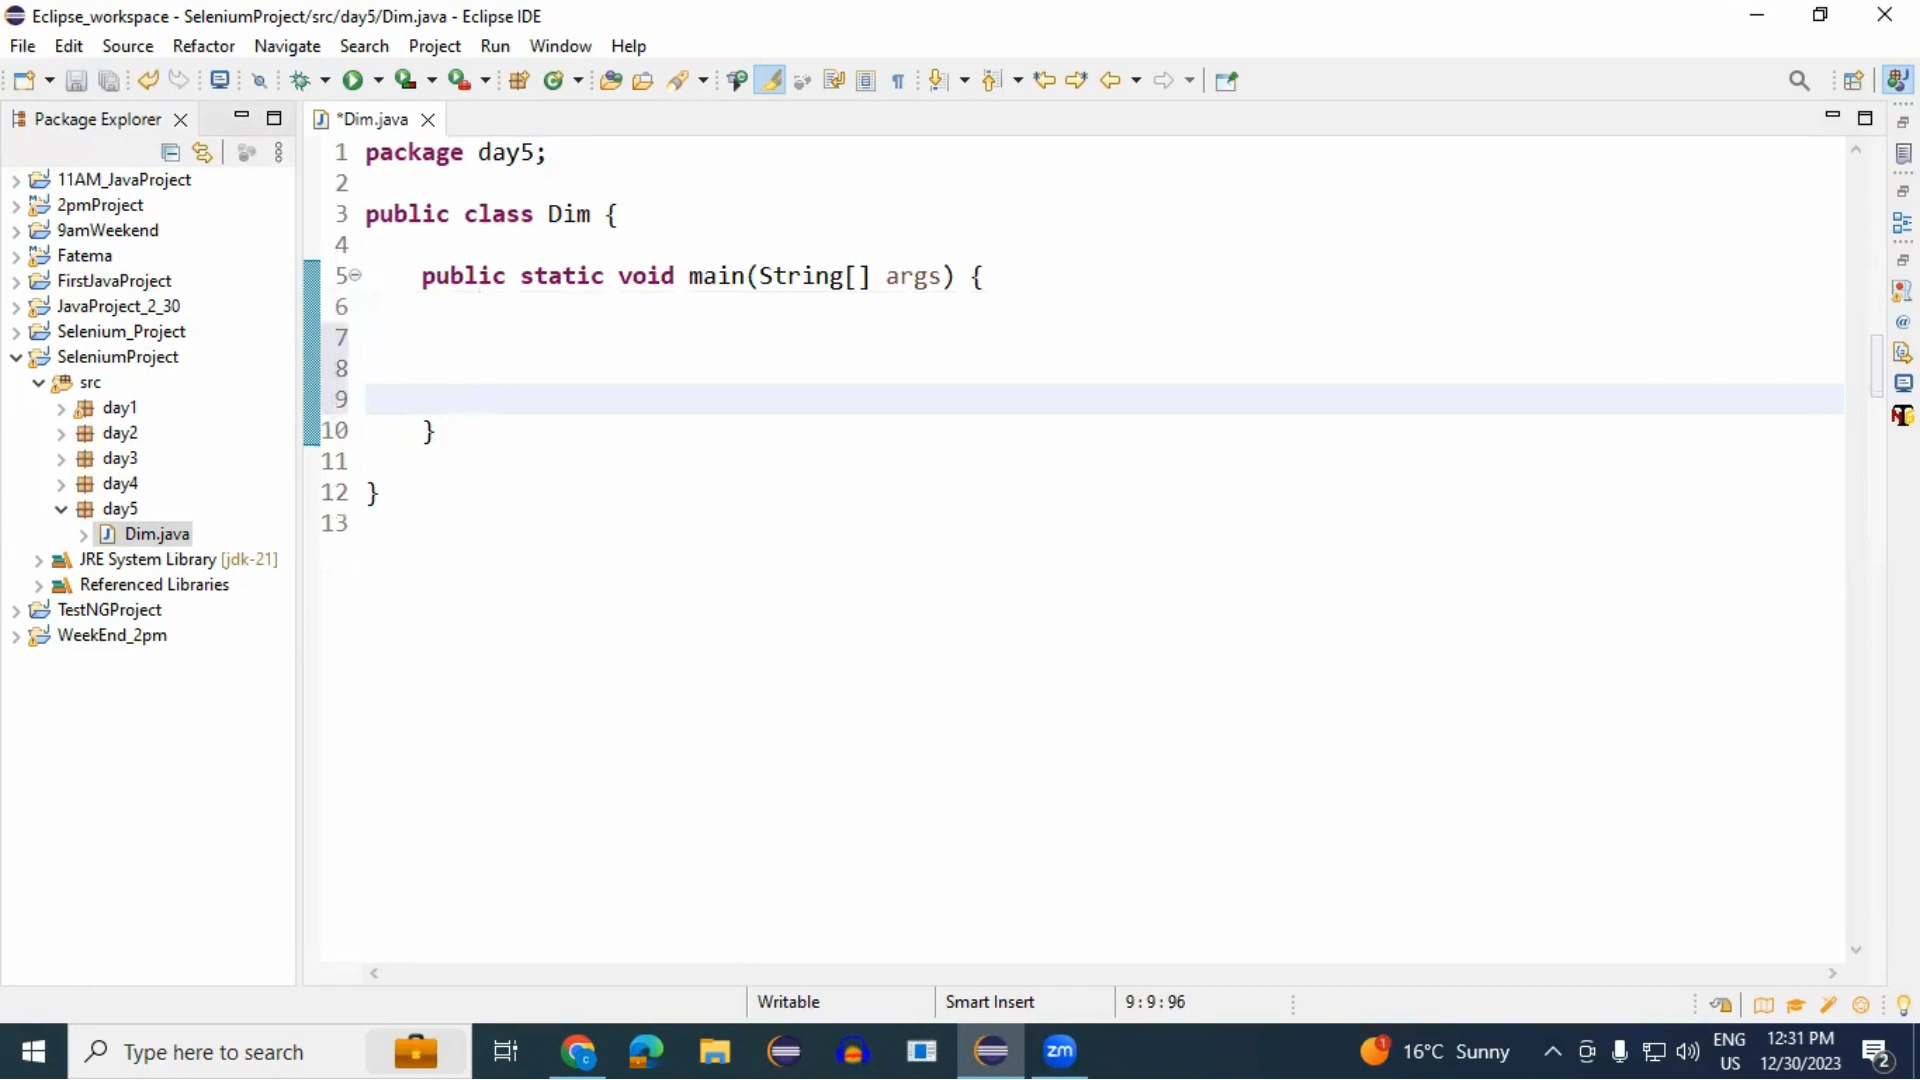 Eclipse_workspace - SeleniumProject/src/day5/Dim.java - Eclipse IDE
File Edit Source Refactor Navigate Search Project Run Window Help
Package Explorer
*Dim.java
11AM_JavaProject
2pmProject
9amWeekend
Fatema
FirstJavaProject
JavaProject_2_30
Selenium_Project
SeleniumProject
src
day1
day2
day3
day4
day5
Dim.java
JRE System Library [jdk-21]
Referenced Libraries
TestNGProject
WeekEnd_2pm
1 package day5;
2
3 public class Dim {
4
5 public static void main(String[] args) {
6
7
8
9
10 }
11
12 }
13
Writable Smart Insert 9:9:96
Type here to search
zm
1
16°C Sunny
ENG
US
12:31 PM
12/30/2023
2